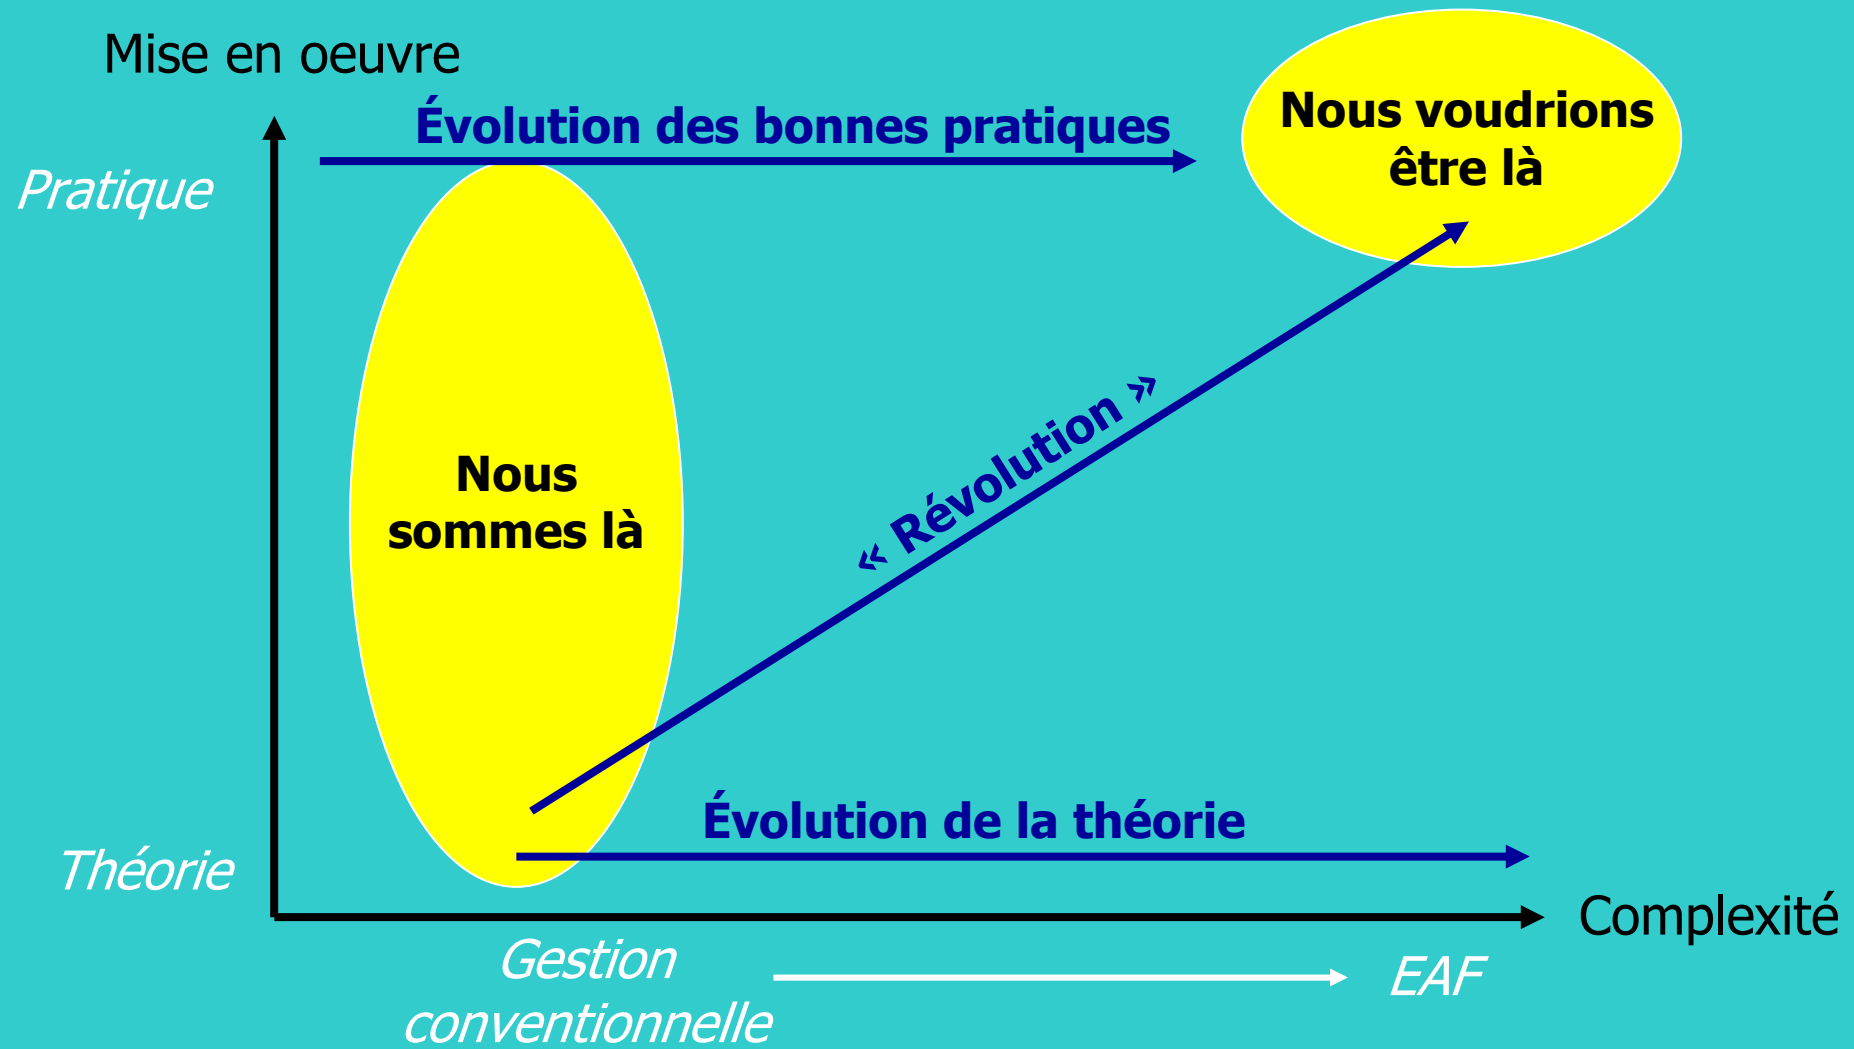 Mise en oeuvre
Évolution des bonnes pratiques
Nous voudrions
être là
Pratique
« Révolution »
Nous
sommes là
Évolution de la théorie
Théorie
Complexité
Gestion
conventionnelle
EAF